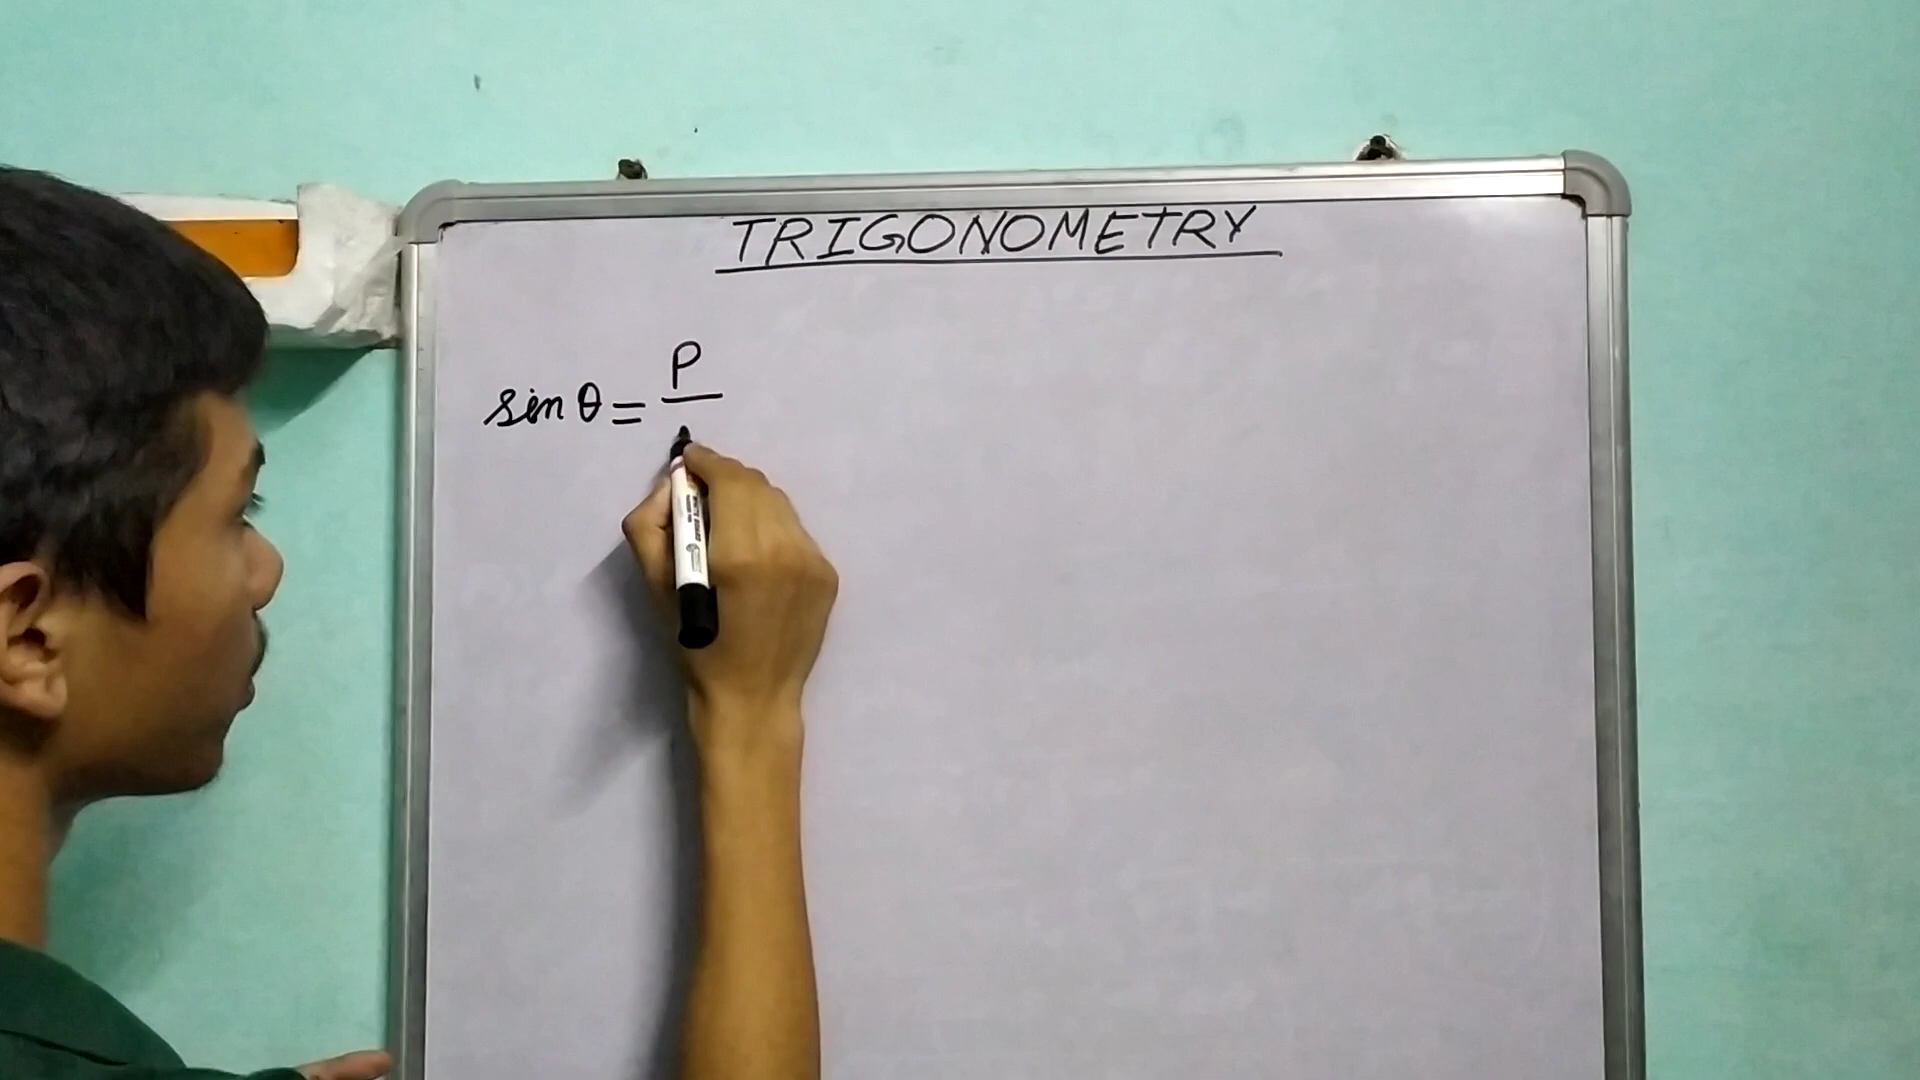 TRIGONOMETRY
sin θ = P